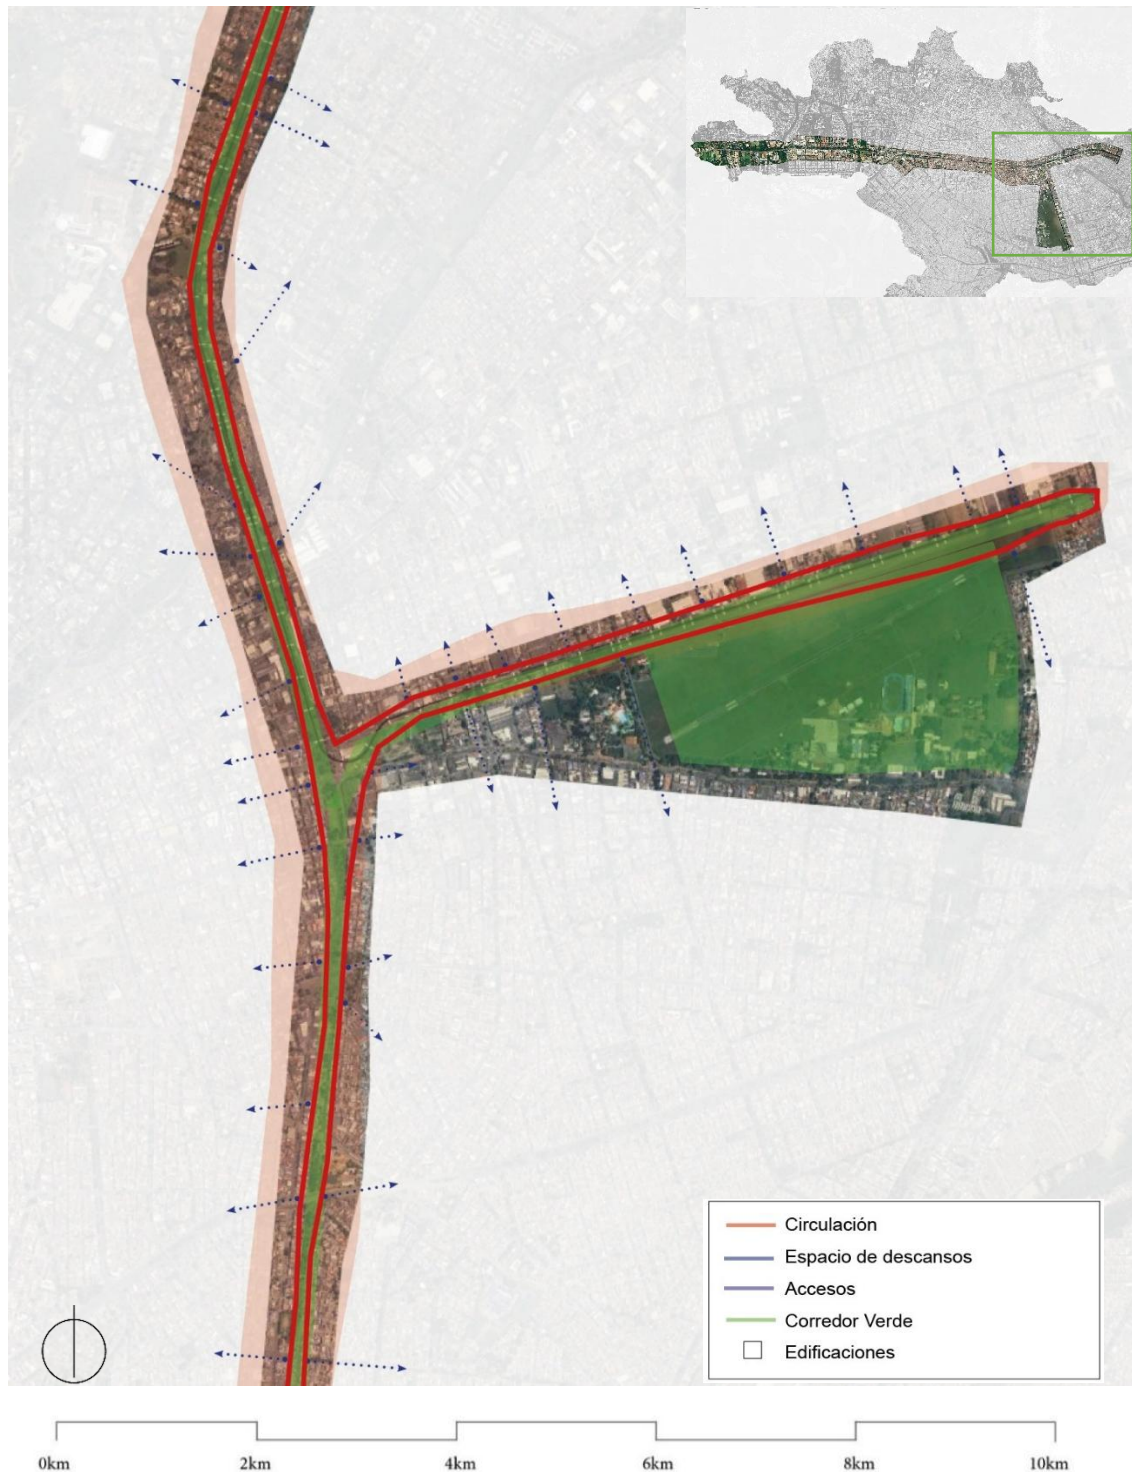 Circulación
Espacio de descansos
Accesos
Corredor Verde
Edificaciones
0km 2km 4km 6km 8km 10km